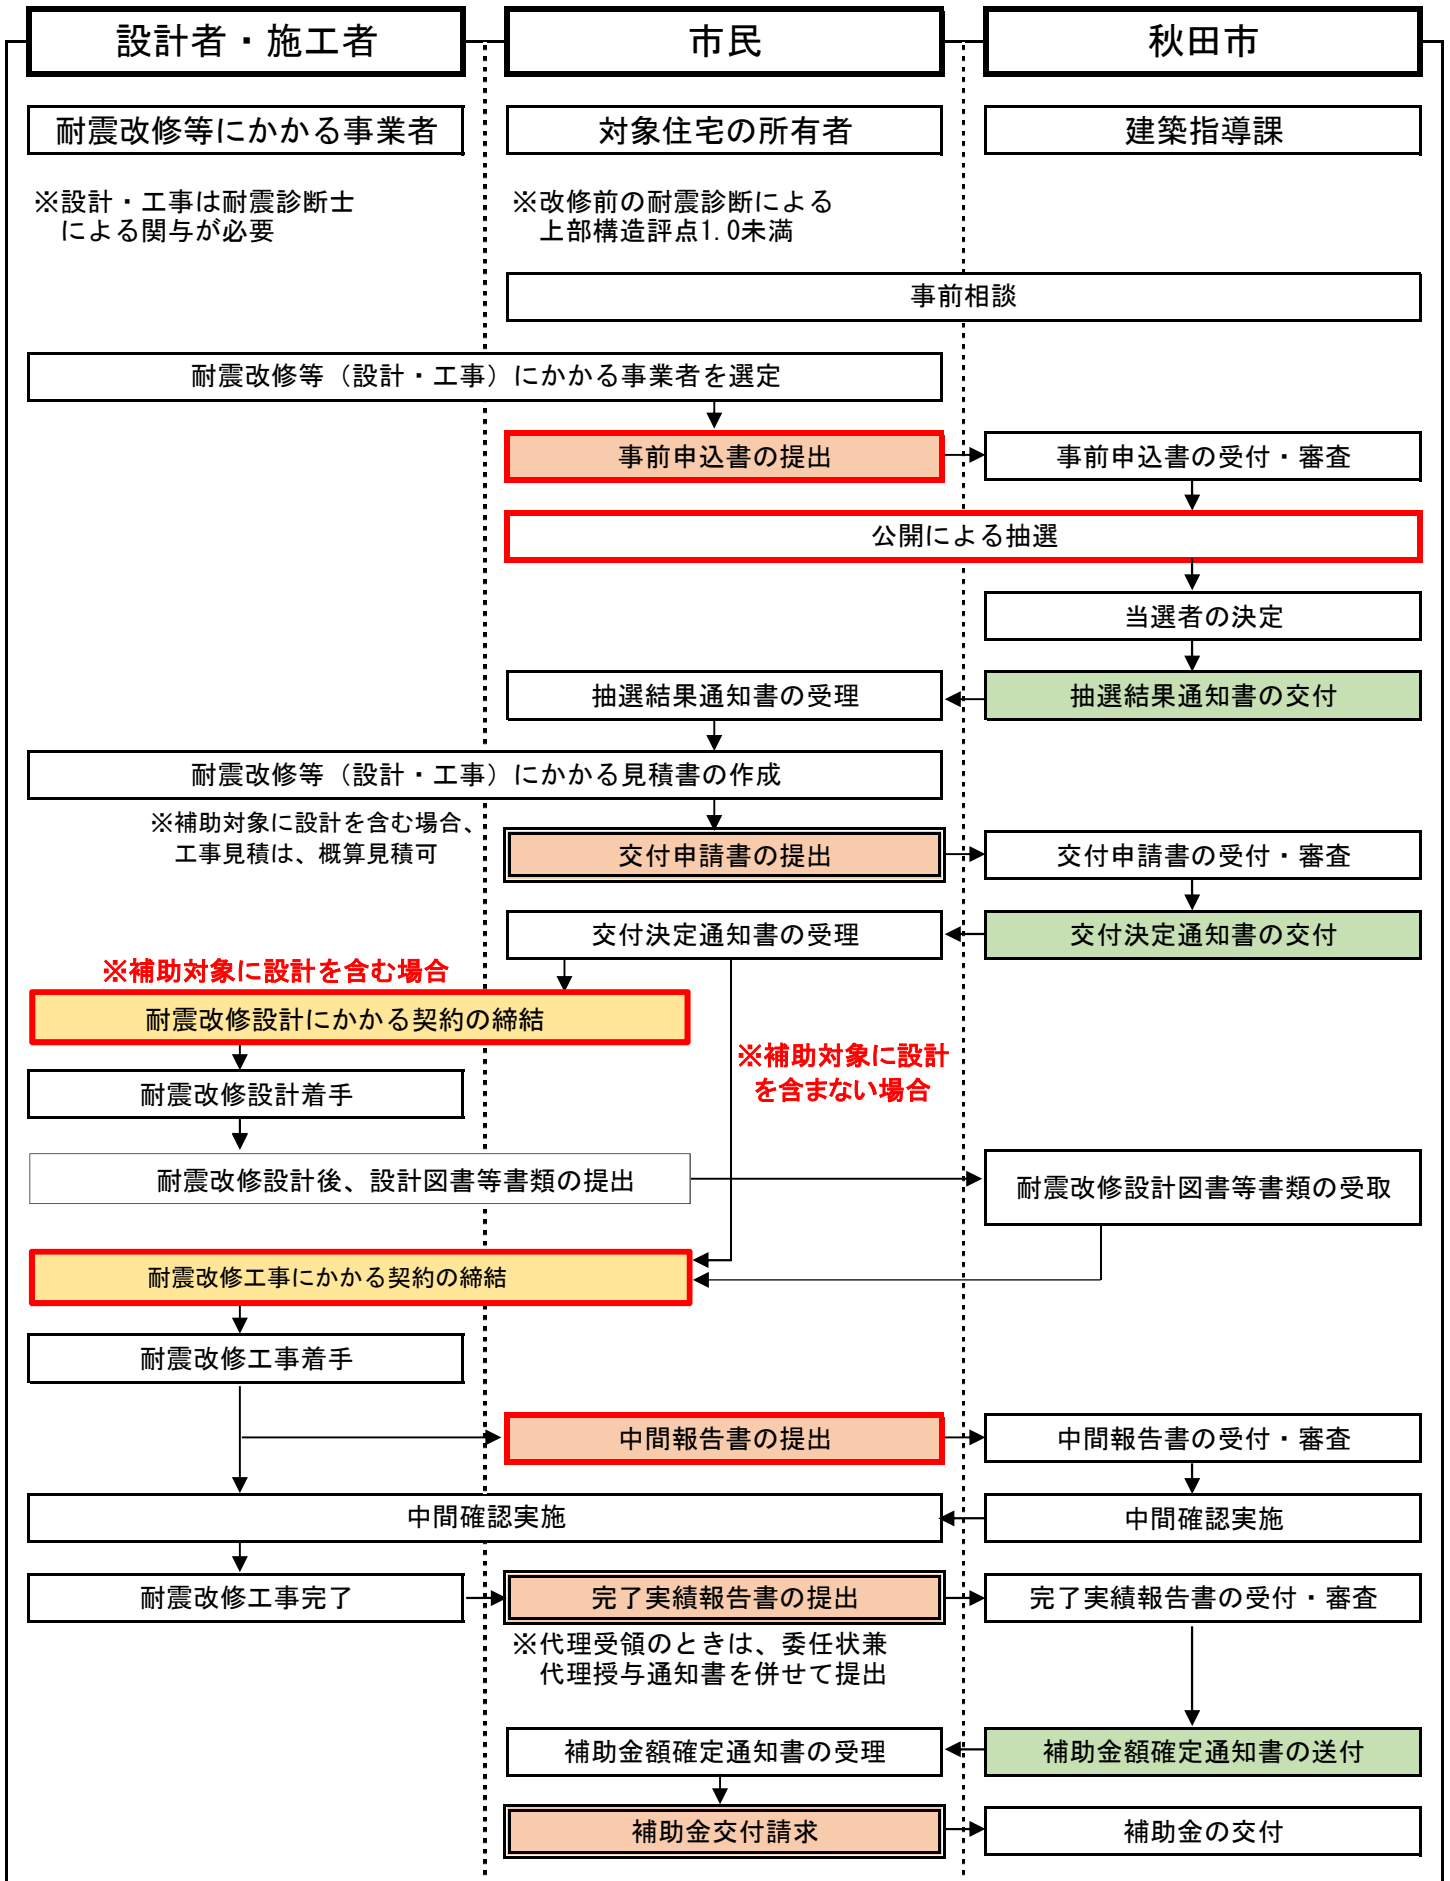 設計者・施工者
市民
秋田市
耐震改修等にかかる事業者
対象住宅の所有者
建築指導課
※設計・工事は耐震診断士
による関与が必要
※改修前の耐震診断による
上部構造評点1.0未満
事前相談
耐震改修等（設計・工事）にかかる事業者を選定
事前申込書の提出
事前申込書の受付・審査
公開による抽選
当選者の決定
抽選結果通知書の受理
抽選結果通知書の交付
耐震改修等（設計・工事）にかかる見積書の作成
※補助対象に設計を含む場合、
工事見積は、概算見積可
交付申請書の提出
交付申請書の受付・審査
交付決定通知書の受理
交付決定通知書の交付
※補助対象に設計を含む場合
耐震改修設計にかかる契約の締結
※補助対象に設計
を含まない場合
耐震改修設計着手
耐震改修設計後、設計図書等書類の提出
耐震改修設計図書等書類の受取
耐震改修工事にかかる契約の締結
耐震改修工事着手
中間報告書の提出
中間報告書の受付・審査
中間確認実施
中間確認実施
耐震改修工事完了
完了実績報告書の提出
完了実績報告書の受付・審査
※代理受領のときは、委任状兼
代理授与通知書を併せて提出
補助金額確定通知書の受理
補助金額確定通知書の送付
補助金交付請求
補助金の交付